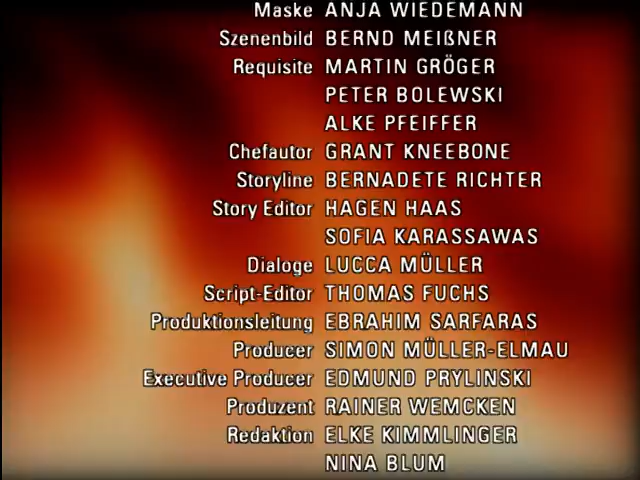 Maske ANJA WIEDEMANN
Szenenbild BERND MEIßNER
Requisite MARTIN GRÖGER
PETER BOLEWSKI
ALKE PFEIFFER
Chefautor GRANT KNEEBONE
Storyline BERNADETE RICHTER
Story Editor HAGEN HAAS
SOFIA KARASSAWAS
Dialoge LUCCA MÜLLER
Script-Editor THOMAS FUCHS
Produktionsleitung EBRAHIM SARFARAS
Producer SIMON MÜLLER-ELMAU
Executive Producer EDMUND PRYLINSKI
Produzent RAINER WEMCKEN
Redaktion ELKE KIMMLINGER
NINA BLUM